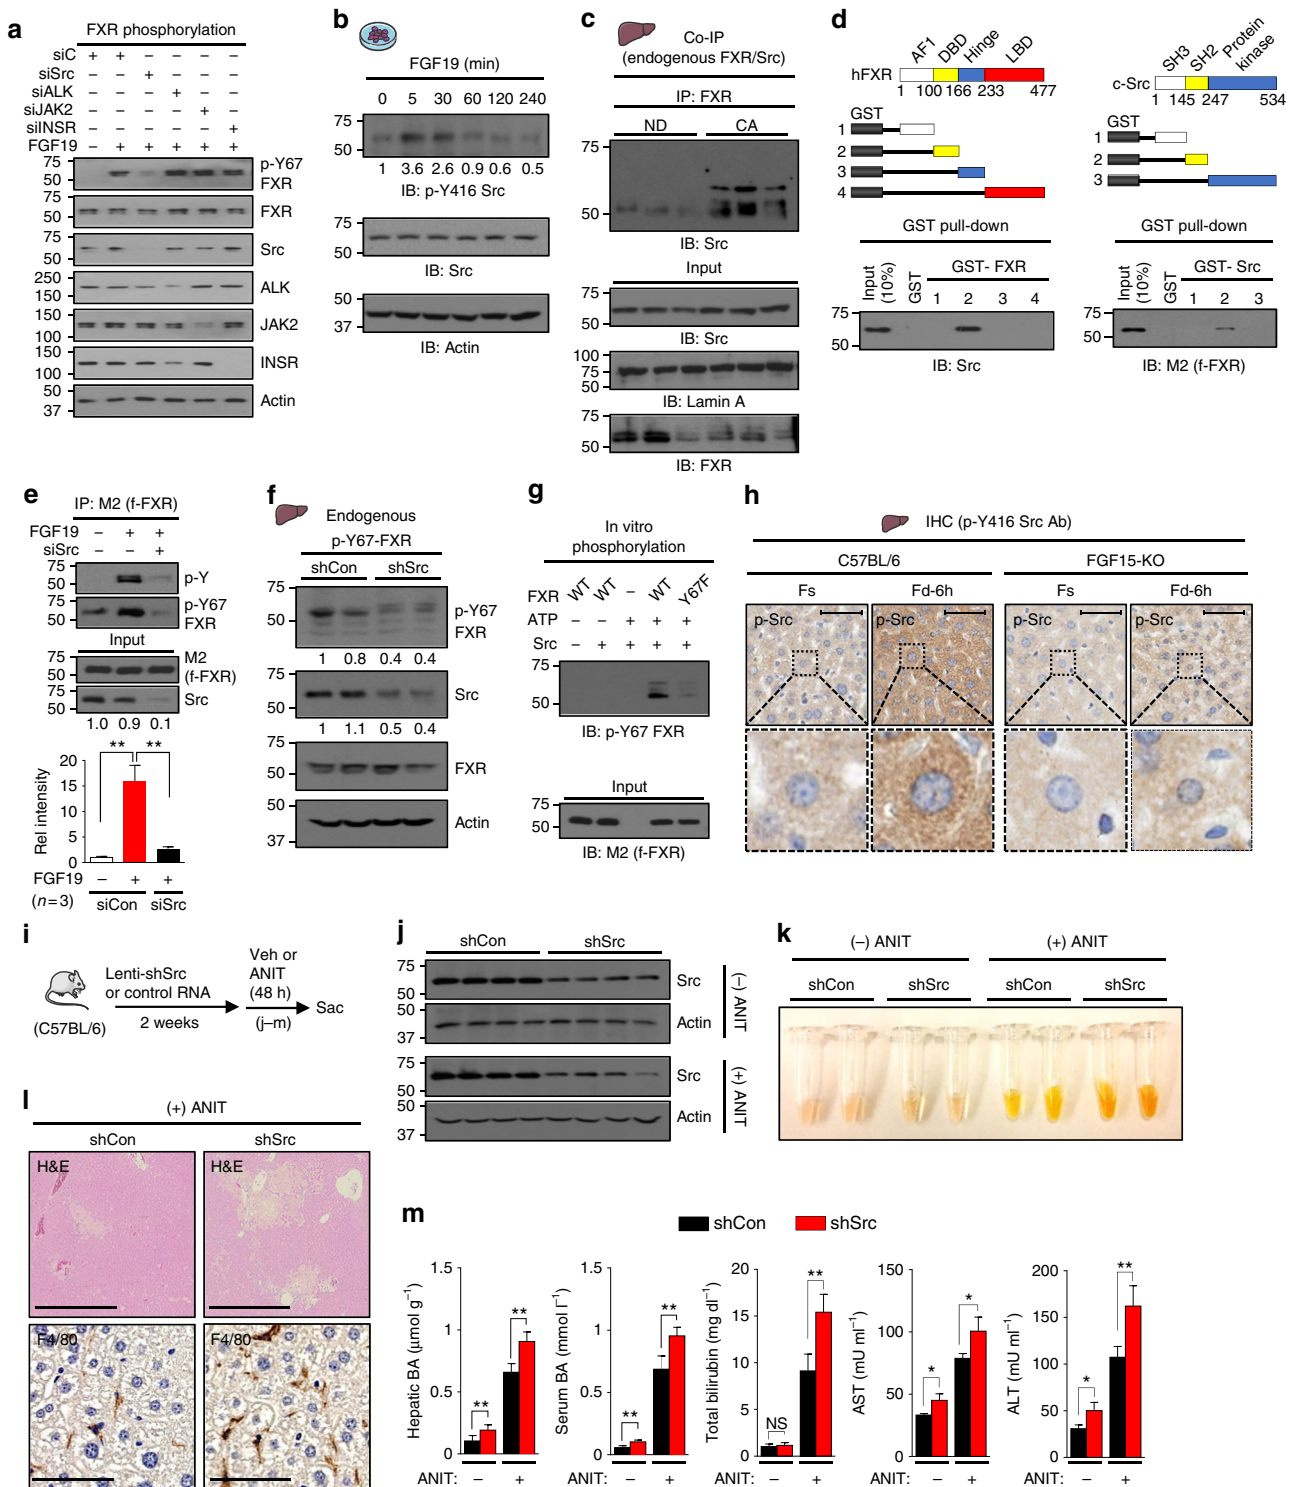 a
FXR phosphorylation
siC + + – – – –
siSrc – – + – – –
siALK – – – + – –
siJAK2 – – – – + –
siINSR – – – – – +
FGF19 – + + + + +
75
50
p-Y67
FXR
75
50
FXR
75
50
Src
250
150
ALK
150
100
JAK2
150
100
INSR
50
37
Actin
b
FGF19 (min)
0 5 30 60 120 240
75
50
1 3.6 2.6 0.9 0.6 0.5
IB: p-Y416 Src
75
50
IB: Src
50
37
IB: Actin
c
Co-IP
(endogenous FXR/Src)
IP: FXR
ND CA
75
50
IB: Src
Input
75
50
IB: Src
100
75
50
IB: Lamin A
75
50
IB: FXR
d
AF1 DBD Hinge LBD
hFXR
1 100 166 233 477
GST
1
2
3
4
GST pull-down
Input (10%) GST GST- FXR
1 2 3 4
75
50
IB: Src
SH3 SH2 Protein kinase
c-Src
1 145 247 534
GST
1
2
3
GST pull-down
Input (10%) GST GST- Src
1 2 3
75
50
IB: M2 (f-FXR)
e
IP: M2 (f-FXR)
FGF19 – + +
siSrc – – +
75
50
p-Y
75
50
p-Y67
FXR
Input
75
50
M2
(f-FXR)
75
50
Src
1.0 0.9 0.1
** **
Rel intensity
20
15
10
5
0
FGF19 – + +
(n=3) siCon siSrc
f
Endogenous
p-Y67-FXR
shCon shSrc
75
50
p-Y67
FXR
1 0.8 0.4 0.4
75
50
Src
1 1.1 0.5 0.4
75
50
FXR
50
37
Actin
g
In vitro
phosphorylation
FXR WT WT – WT Y67F
ATP – – + + +
Src – + + + +
75
50
IB: p-Y67 FXR
Input
75
50
IB: M2 (f-FXR)
h
IHC (p-Y416 Src Ab)
C57BL/6 FGF15-KO
Fs Fd-6h Fs Fd-6h
p-Src p-Src p-Src p-Src
i
(C57BL/6)
Lenti-shSrc
or control RNA
2 weeks
Veh or
ANIT
(48 h)
(j–m)
Sac
j
shCon shSrc
75
50
Src
50
37
Actin
(–) ANIT
75
50
Src
50
37
Actin
(+) ANIT
k
(–) ANIT (+) ANIT
shCon shSrc shCon shSrc
l
(+) ANIT
shCon shSrc
H&E H&E
F4/80 F4/80
m
shCon shSrc
Hepatic BA (μmol g⁻¹)
1.5
1
0.5
0
** **
ANIT: – +
Serum BA (mmol l⁻¹)
1.5
1
0.5
0
** **
ANIT: – +
Total bilirubin (mg dl⁻¹)
20
15
10
5
0
NS **
ANIT: – +
AST (mU ml⁻¹)
150
100
50
0
* *
ANIT: – +
ALT (mU ml⁻¹)
200
150
100
50
0
* **
ANIT: – +